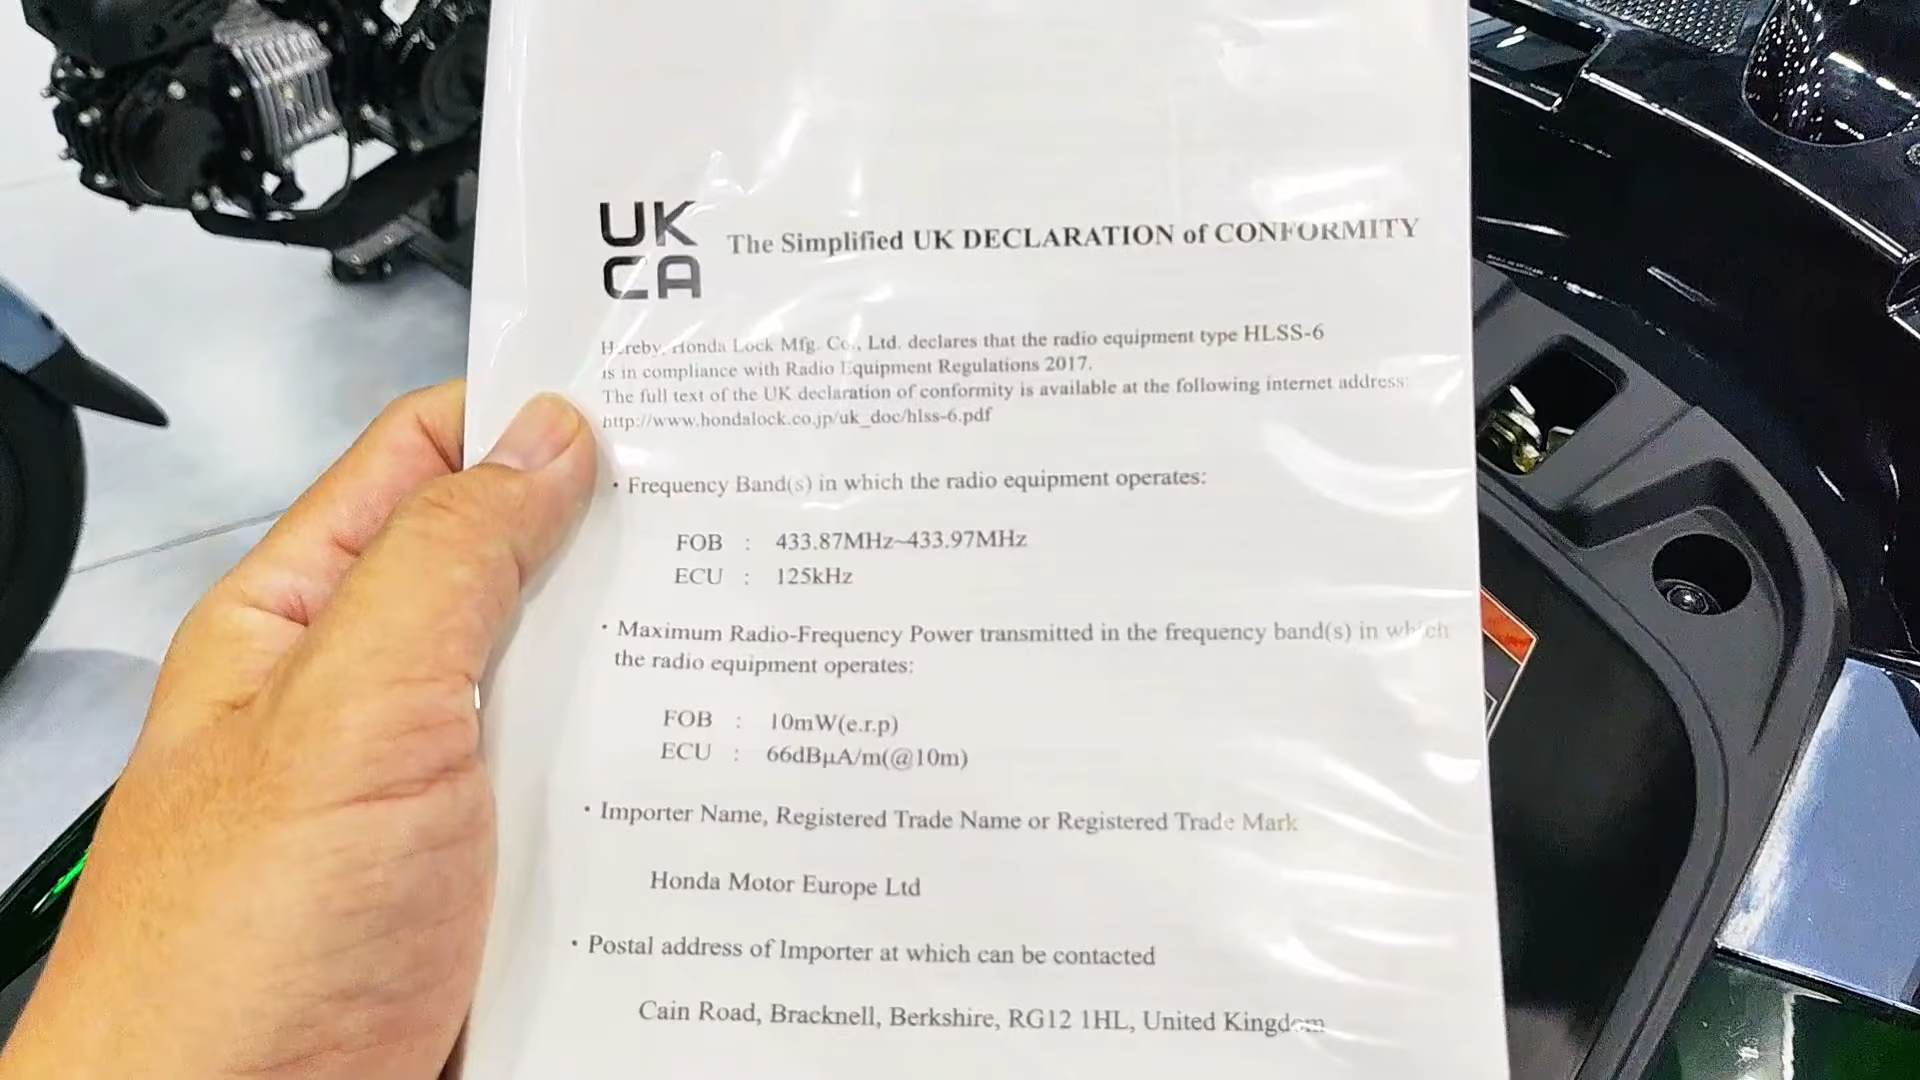 UK
CA
The Simplified UK DECLARATION of CONFORMITY
Hereby, Honda Lock Mfg. Co., Ltd. declares that the radio equipment type HLSS-6
is in compliance with Radio Equipment Regulations 2017.
The full text of the UK declaration of conformity is available at the following internet address:
http://www.hondalock.co.jp/uk_doc/hlss-6.pdf
・Frequency Band(s) in which the radio equipment operates:
FOB : 433.87MHz~433.97MHz
ECU : 125kHz
・Maximum Radio-Frequency Power transmitted in the frequency band(s) in which
the radio equipment operates:
FOB : 10mW(e.r.p)
ECU : 66dBµA/m(@10m)
・Importer Name, Registered Trade Name or Registered Trade Mark
Honda Motor Europe Ltd
・Postal address of Importer at which can be contacted
Cain Road, Bracknell, Berkshire, RG12 1HL, United Kingdom